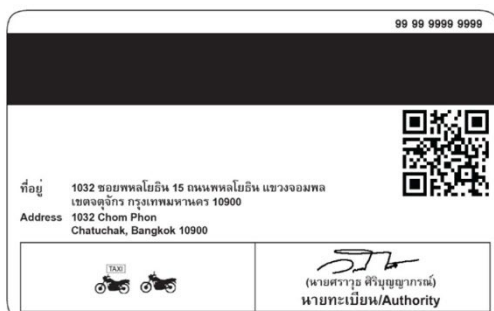 99 99 9999 9999
ที่อยู่ 1032 ซอยพหลโยธิน 15 ถนนพหลโยธิน แขวงจอมพล
เขตจตุจักร กรุงเทพมหานคร 10900
Address 1032 Chom Phon
Chatuchak, Bangkok 10900
TAXI
(นายศราวุธ ศิริบุญญากรณ์)
นายทะเบียน/Authority